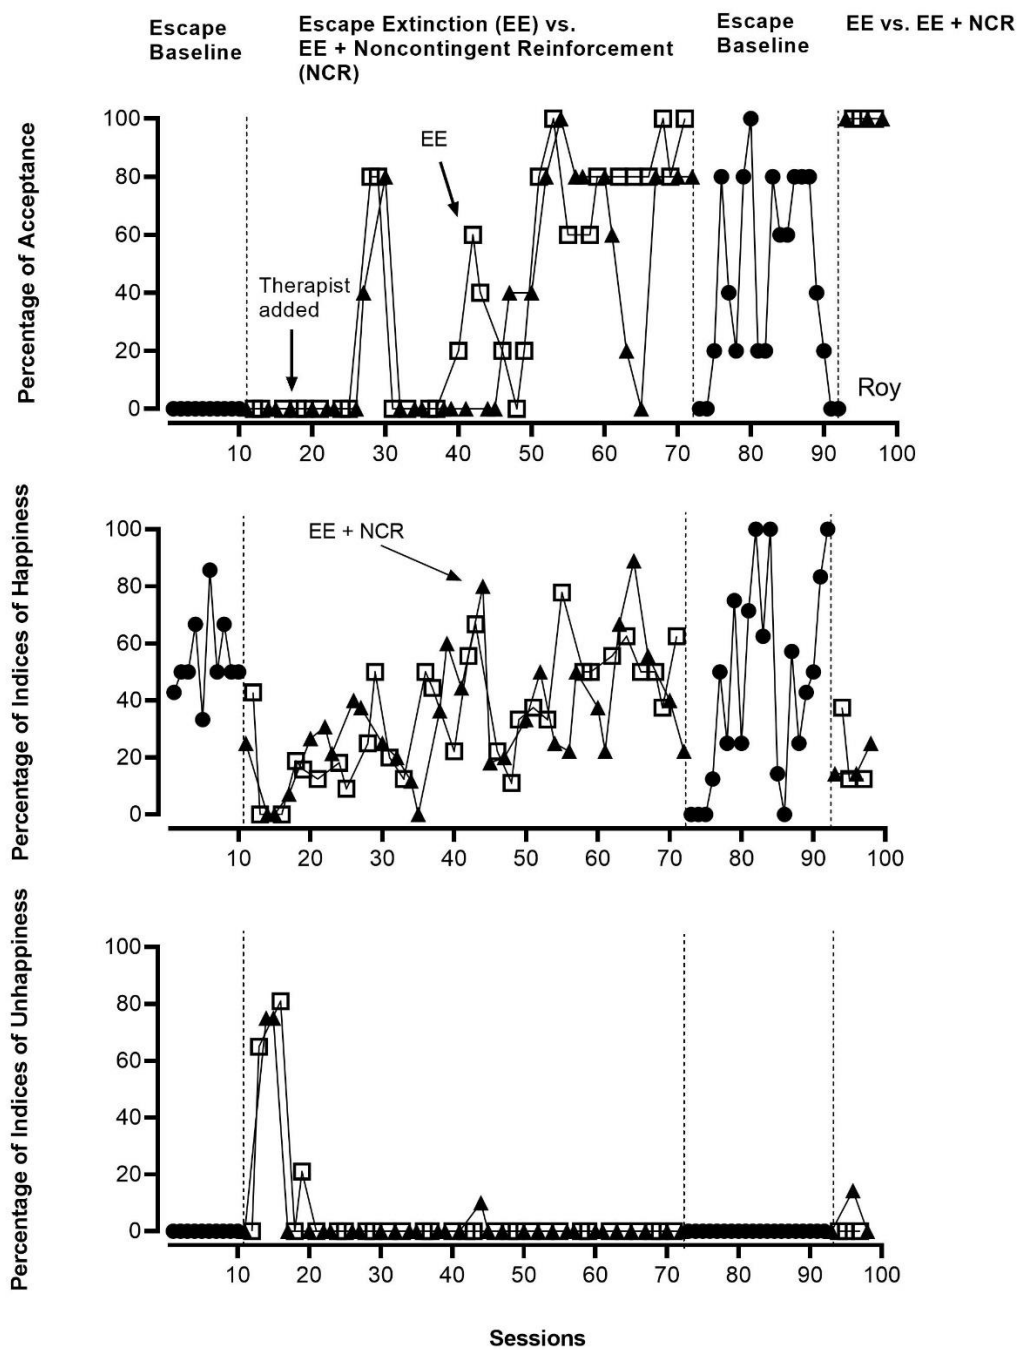 Escape
Baseline
Escape Extinction (EE) vs.
EE + Noncontingent Reinforcement
(NCR)
Escape
Baseline
EE vs. EE + NCR
Percentage of Acceptance
100
80
60
40
20
0
EE
Therapist
added
Roy
10 20 30 40 50 60 70 80 90 100
Percentage of Indices of Happiness
100
80
60
40
20
0
EE + NCR
10 20 30 40 50 60 70 80 90 100
Percentage of Indices of Unhappiness
100
80
60
40
20
0
10 20 30 40 50 60 70 80 90 100
Sessions